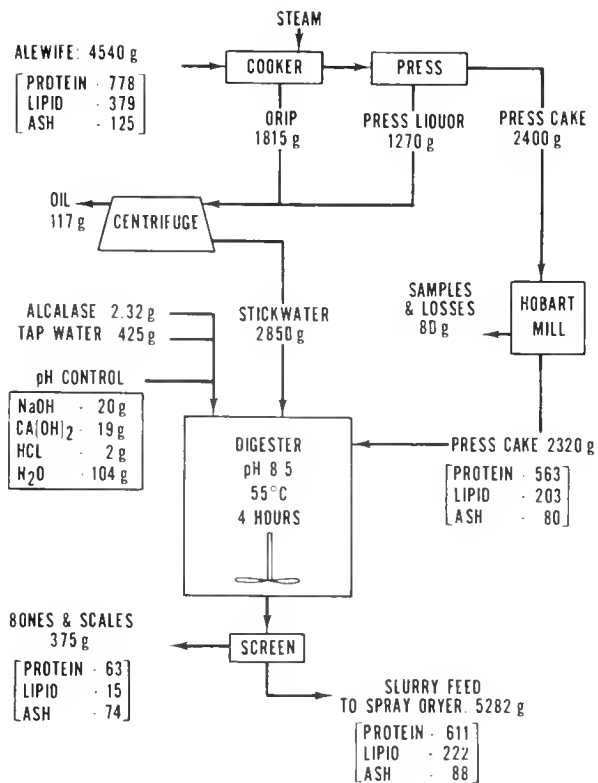 STEAM
ALEWIFE: 4540 g
PROTEIN - 778
LIPID - 379
ASH - 125
COOKER
PRESS
DRIP
1815 g
PRESS LIQUOR
1270 g
PRESS CAKE
2400 g
OIL
117 g
CENTRIFUGE
ALCALASE 2.32 g
TAP WATER 425 g
STICKWATER
2850 g
SAMPLES
& LOSSES
80 g
HOBART
MILL
pH CONTROL
NaOH - 20 g
CA(OH)2 - 19 g
HCL - 2 g
H2O - 104 g
DIGESTER
pH 8 5
55°C
4 HOURS
PRESS CAKE 2320 g
PROTEIN - 563
LIPID - 203
ASH - 80
BONES & SCALES
375 g
PROTEIN - 63
LIPID - 15
ASH - 74
SCREEN
SLURRY FEED
TO SPRAY DRYER. 5282 g
PROTEIN - 611
LIPID - 222
ASH - 88